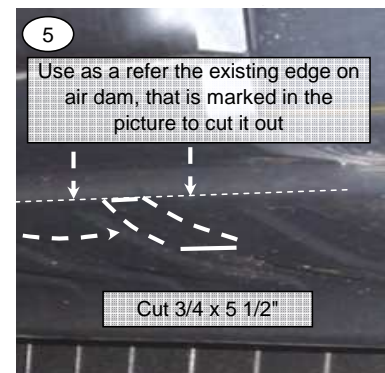 5
Use as a refer the existing edge on
air dam, that is marked in the
picture to cut it out
Cut 3/4 x 5 1/2"